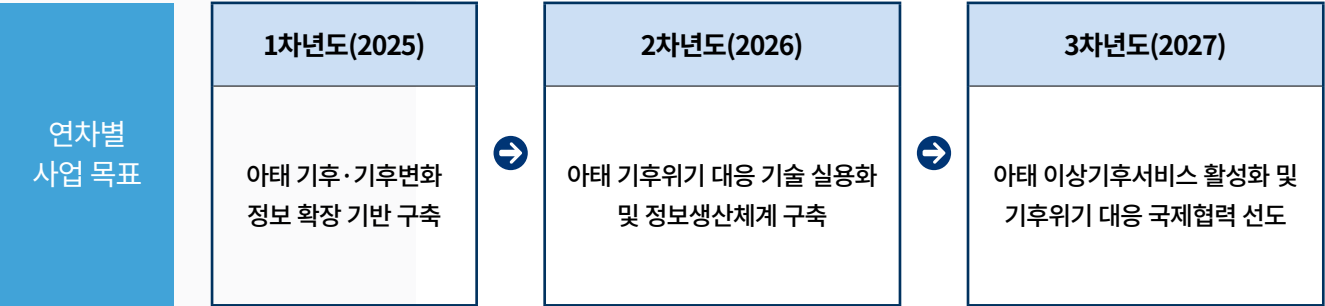 연차별
사업 목표
1차년도(2025)
아태 기후·기후변화
정보 확장 기반 구축
2차년도(2026)
아태 기후위기 대응 기술 실용화
및 정보생산체계 구축
3차년도(2027)
아태 이상기후서비스 활성화 및
기후위기 대응 국제협력 선도